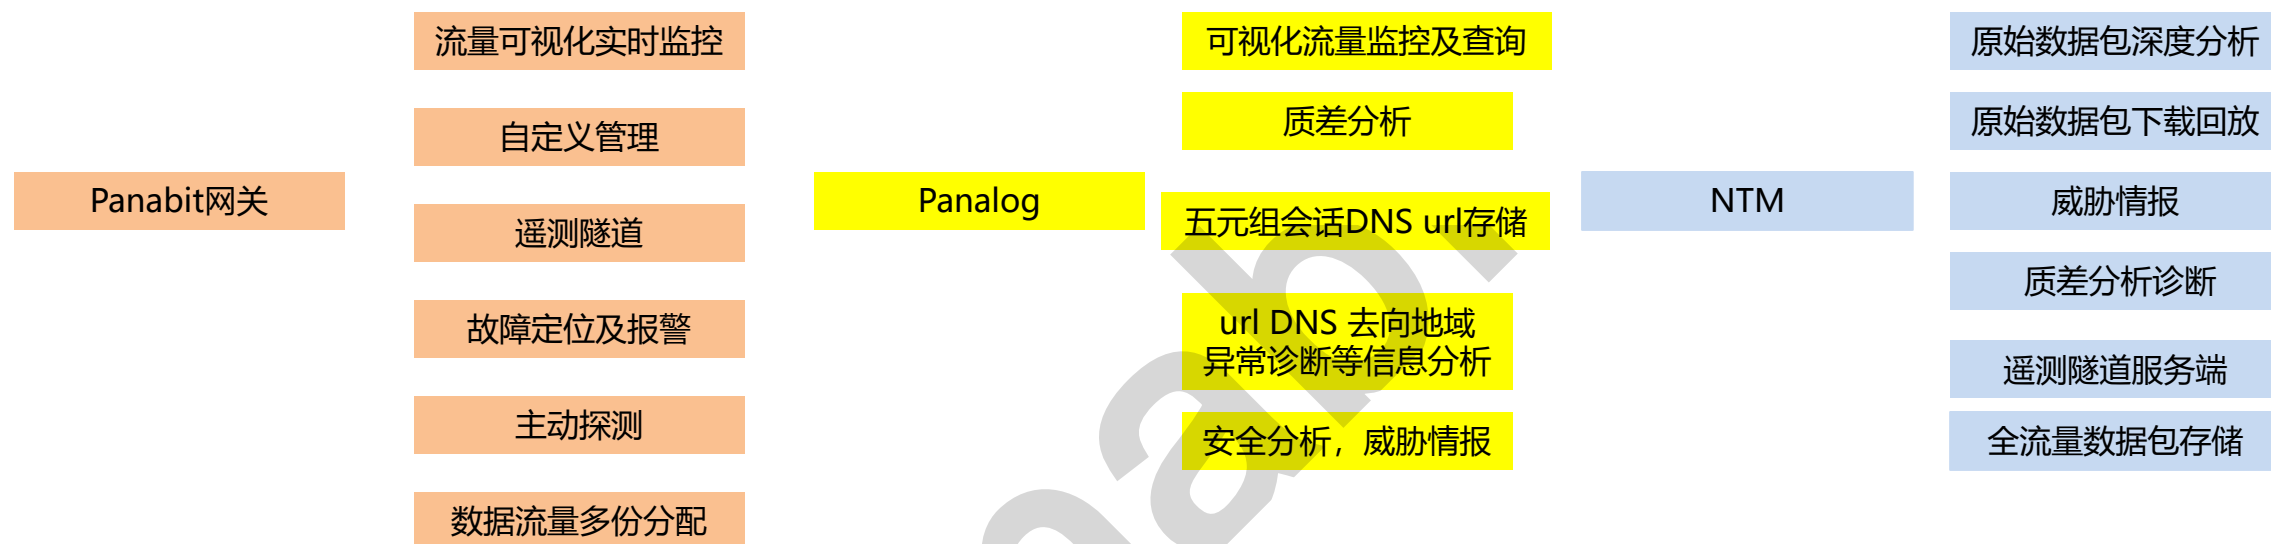 Panabit网关
流量可视化实时监控
自定义管理
遥测隧道
故障定位及报警
主动探测
数据流量多份分配
Panalog
可视化流量监控及查询
质差分析
五元组会话DNS url存储
url DNS 去向地域
异常诊断等信息分析
安全分析，威胁情报
NTM
原始数据包深度分析
原始数据包下载回放
威胁情报
质差分析诊断
遥测隧道服务端
全流量数据包存储